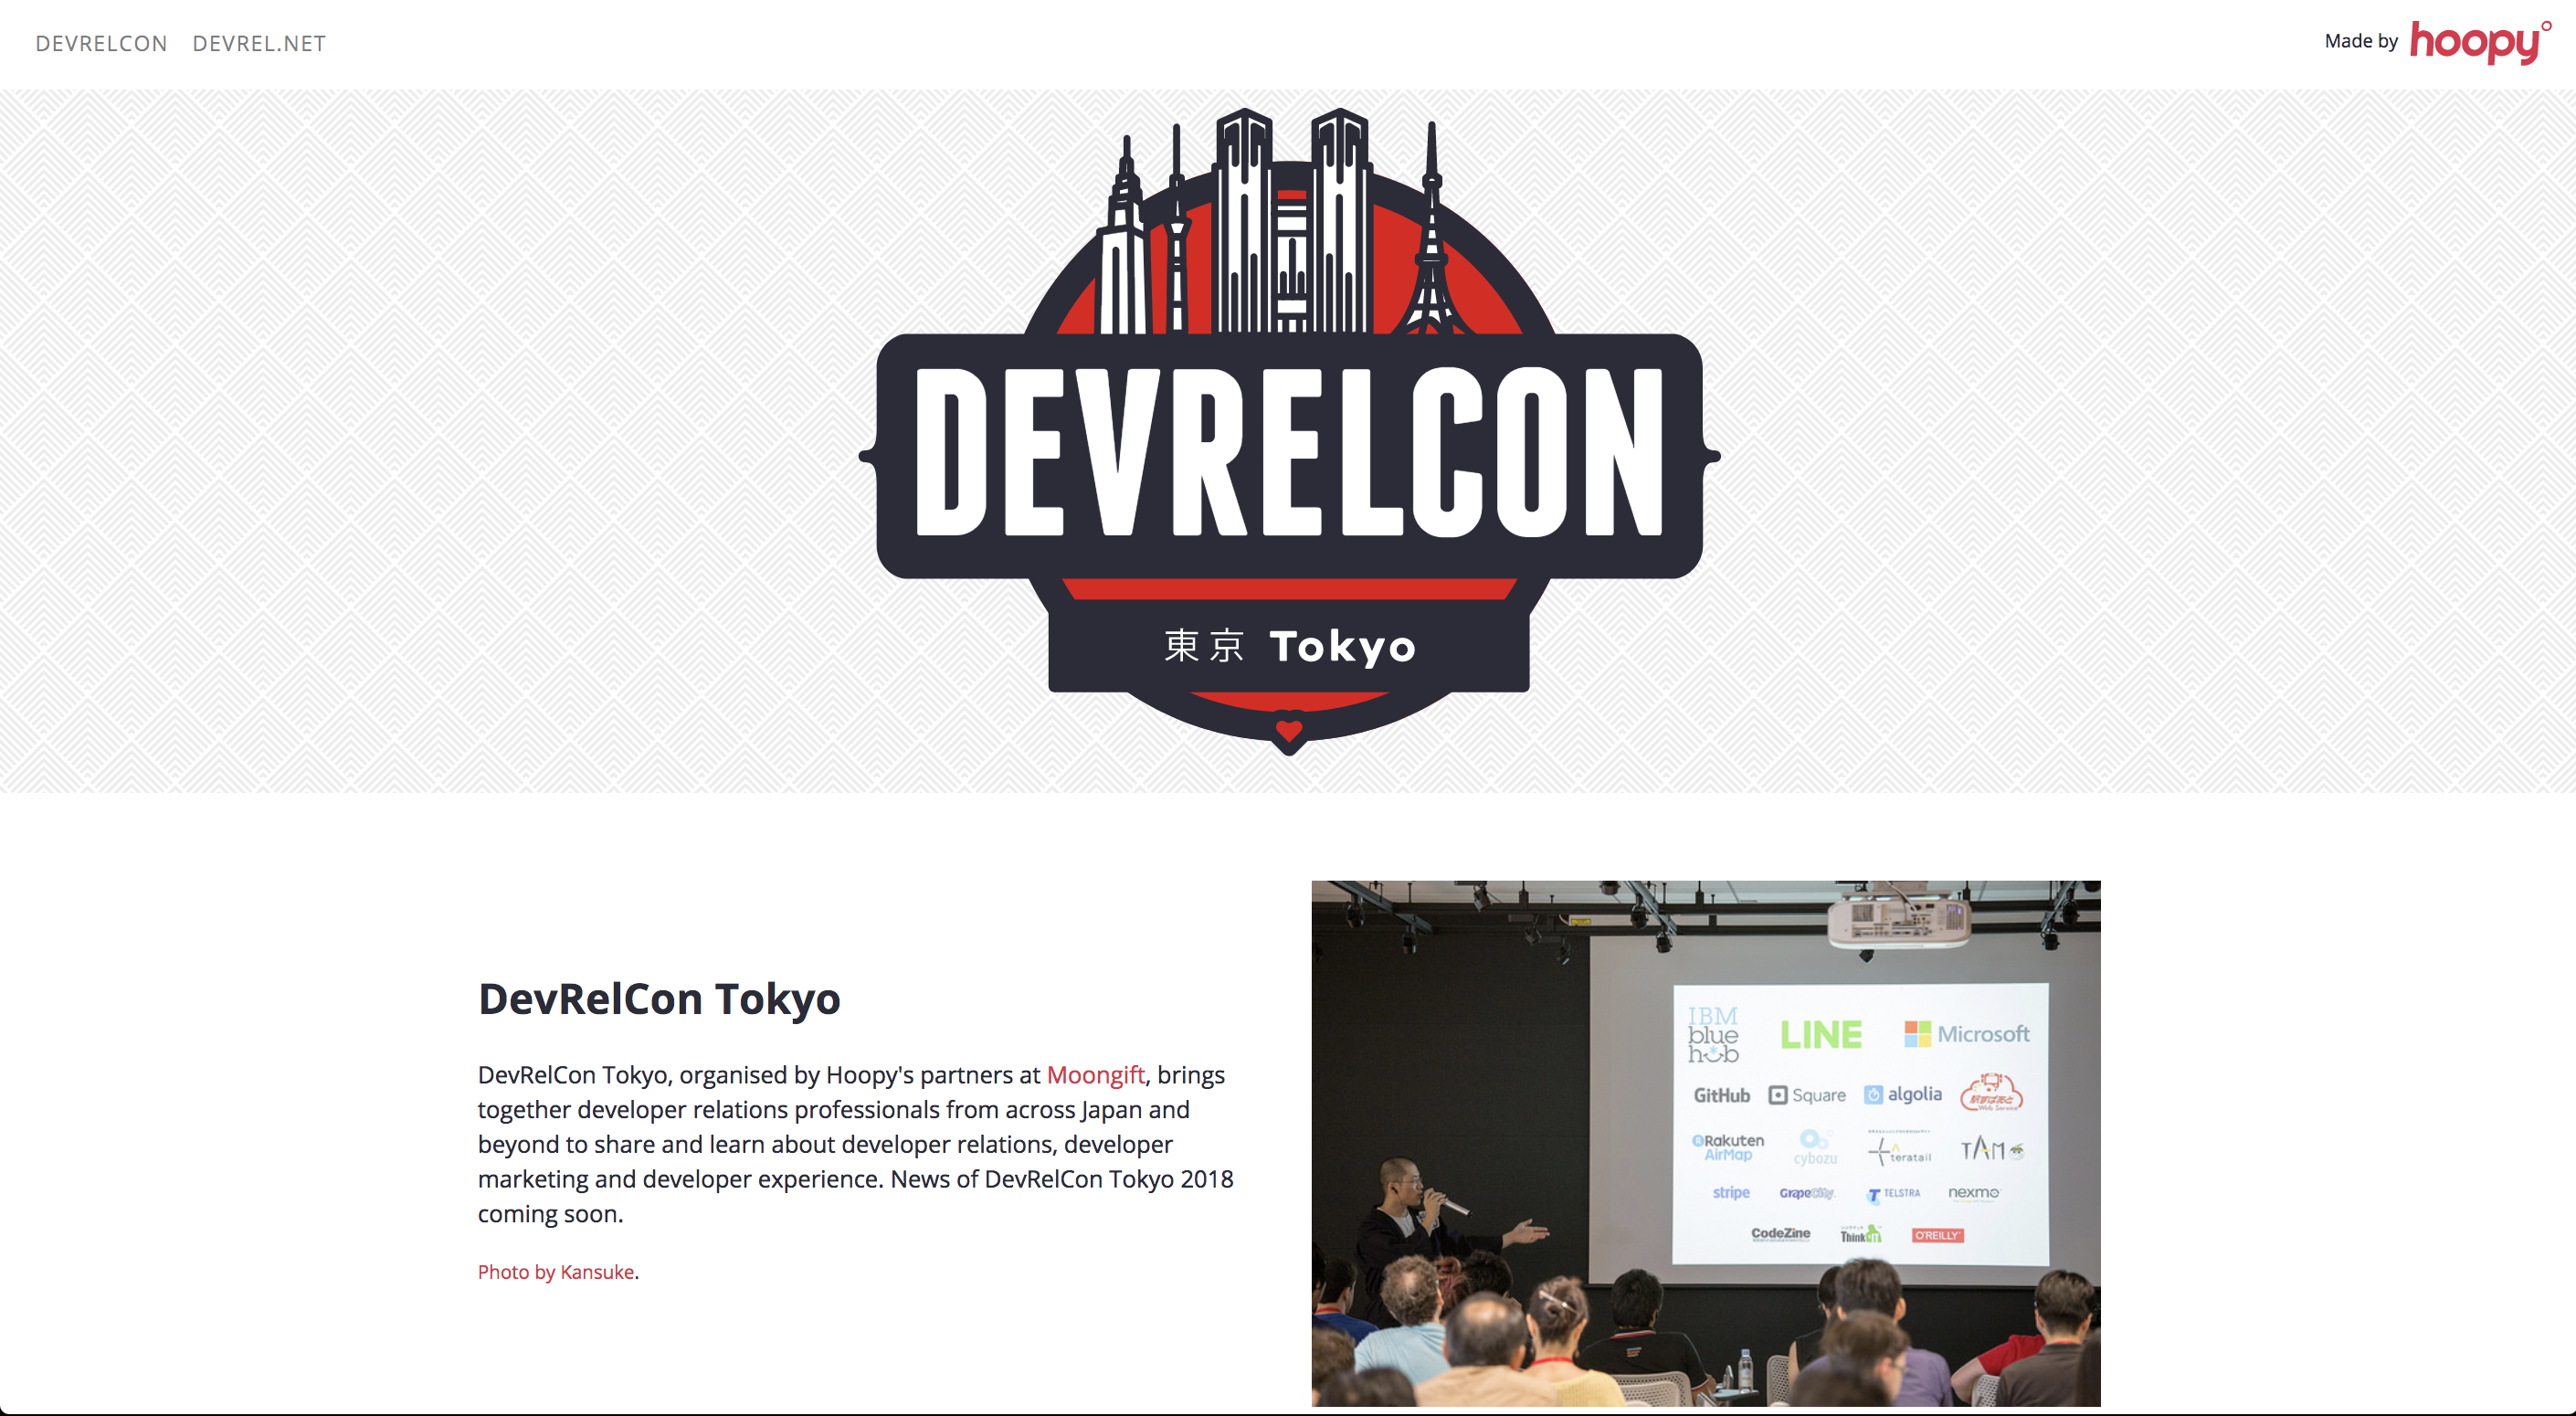 DEVRELCON DEVREL.NET
Made by hoopy
DEVRELCON
東京 Tokyo
DevRelCon Tokyo
DevRelCon Tokyo, organised by Hoopy's partners at Moongift, brings
together developer relations professionals from across Japan and
beyond to share and learn about developer relations, developer
marketing and developer experience. News of DevRelCon Tokyo 2018
coming soon.
Photo by Kansuke.
IBM
blue
hub
LINE
Microsoft
GitHub Square algolia
Web Service
Rakuten
AirMap
cybozu teratail TAM
stripe GrapeCity TELSTRA nexmo
CodeZine Think IT O'REILLY